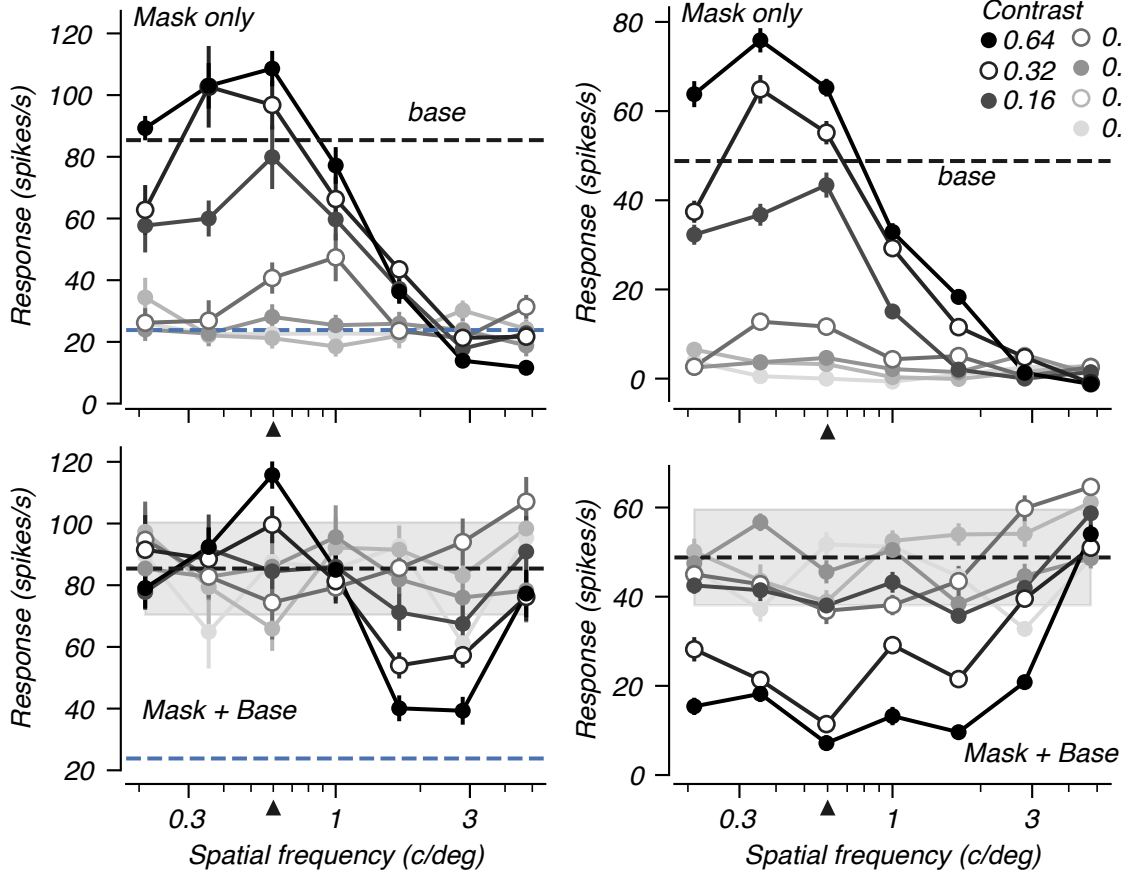 Mask only
120
100
80
60
40
20
0
Response (spikes/s)
base
Mask only
80
60
40
20
0
Response (spikes/s)
base
Contrast
0.64
0.32
0.16
0.
0.
0.
0.
120
100
80
60
40
20
Response (spikes/s)
Mask + Base
0.3
1
3
Spatial frequency (c/deg)
60
40
20
0
Response (spikes/s)
Mask + Base
0.3
1
3
Spatial frequency (c/deg)